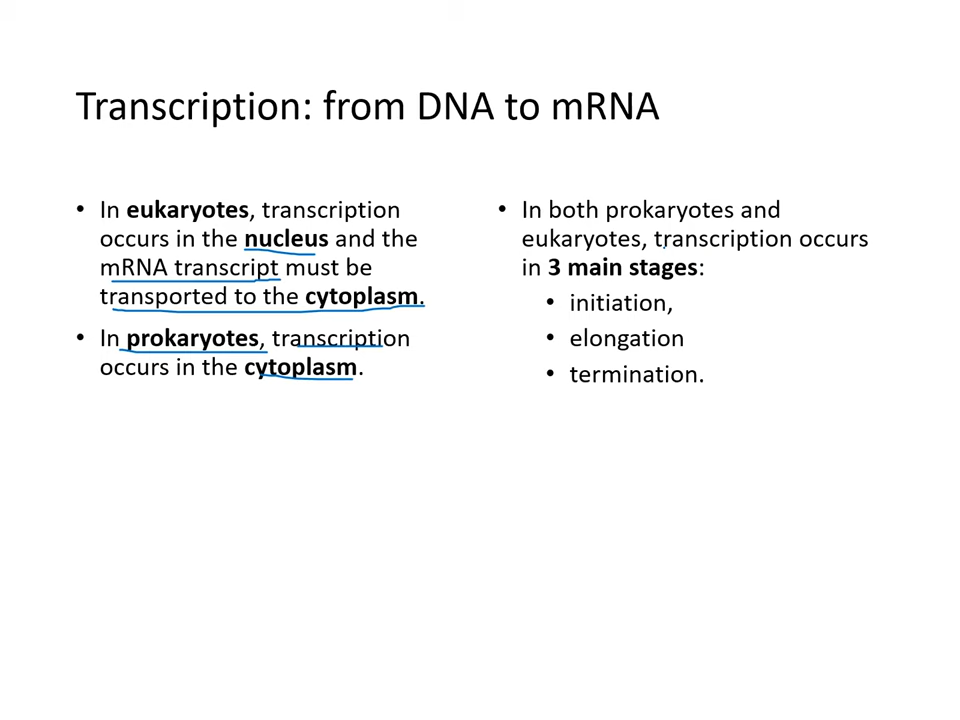 Transcription: from DNA to mRNA
• In eukaryotes, transcription
occurs in the nucleus and the
mRNA transcript must be
transported to the cytoplasm.
• In prokaryotes, transcription
occurs in the cytoplasm.
• In both prokaryotes and
eukaryotes, transcription occurs
in 3 main stages:
• initiation,
• elongation
• termination.